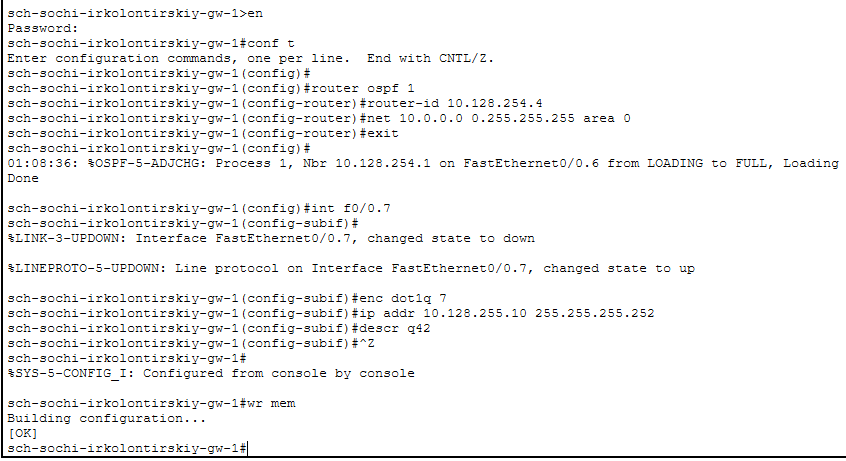 sch-sochi-irkolontirskiy-gw-1>en
Password:
sch-sochi-irkolontirskiy-gw-1#conf t
Enter configuration commands, one per line.  End with CNTL/Z.
sch-sochi-irkolontirskiy-gw-1(config)#
sch-sochi-irkolontirskiy-gw-1(config)#router ospf 1
sch-sochi-irkolontirskiy-gw-1(config-router)#router-id 10.128.254.4
sch-sochi-irkolontirskiy-gw-1(config-router)#net 10.0.0.0 0.255.255.255 area 0
sch-sochi-irkolontirskiy-gw-1(config-router)#exit
sch-sochi-irkolontirskiy-gw-1(config)#
01:08:36: %OSPF-5-ADJCHG: Process 1, Nbr 10.128.254.1 on FastEthernet0/0.6 from LOADING to FULL, Loading
Done
sch-sochi-irkolontirskiy-gw-1(config)#int f0/0.7
sch-sochi-irkolontirskiy-gw-1(config-subif)#
%LINK-3-UPDOWN: Interface FastEthernet0/0.7, changed state to down
%LINEPROTO-5-UPDOWN: Line protocol on Interface FastEthernet0/0.7, changed state to up
sch-sochi-irkolontirskiy-gw-1(config-subif)#enc dot1q 7
sch-sochi-irkolontirskiy-gw-1(config-subif)#ip addr 10.128.255.10 255.255.255.252
sch-sochi-irkolontirskiy-gw-1(config-subif)#descr q42
sch-sochi-irkolontirskiy-gw-1(config-subif)#^Z
sch-sochi-irkolontirskiy-gw-1#
%SYS-5-CONFIG_I: Configured from console by console
sch-sochi-irkolontirskiy-gw-1#wr mem
Building configuration...
[OK]
sch-sochi-irkolontirskiy-gw-1#